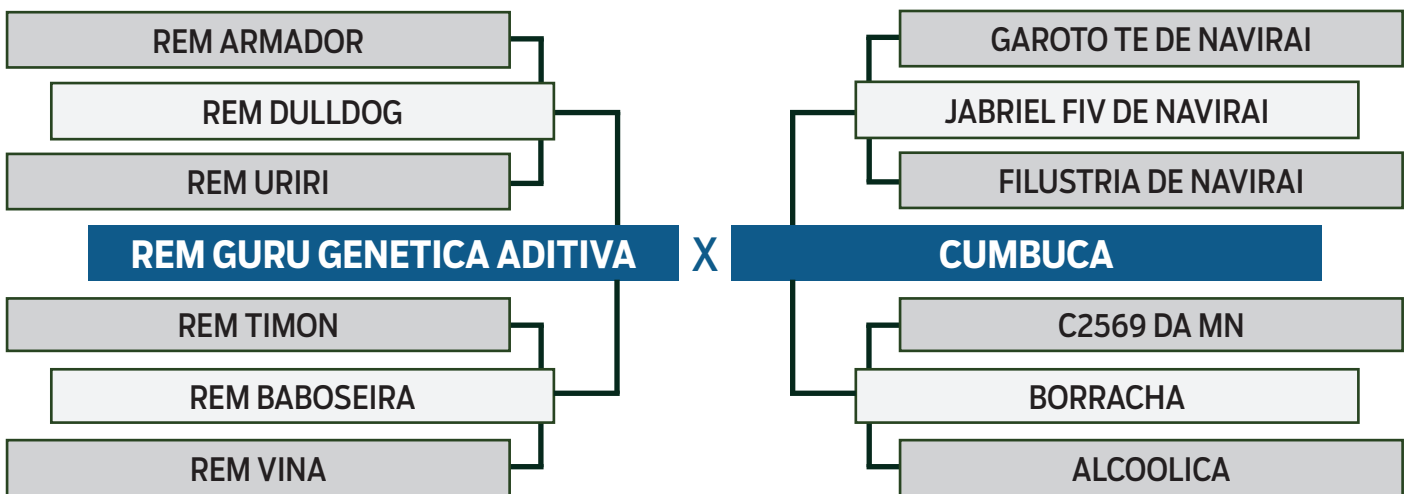 REM ARMADOR
REM DULLDOG
REM URIRI
REM GURU GENETICA ADITIVA
REM TIMON
REM BABOSEIRA
REM VINA
X
GAROTO TE DE NAVIRAI
JABRIEL FIV DE NAVIRAI
FILUSTRIA DE NAVIRAI
CUMBUCA
C2569 DA MN
BORRACHA
ALCOOLICA